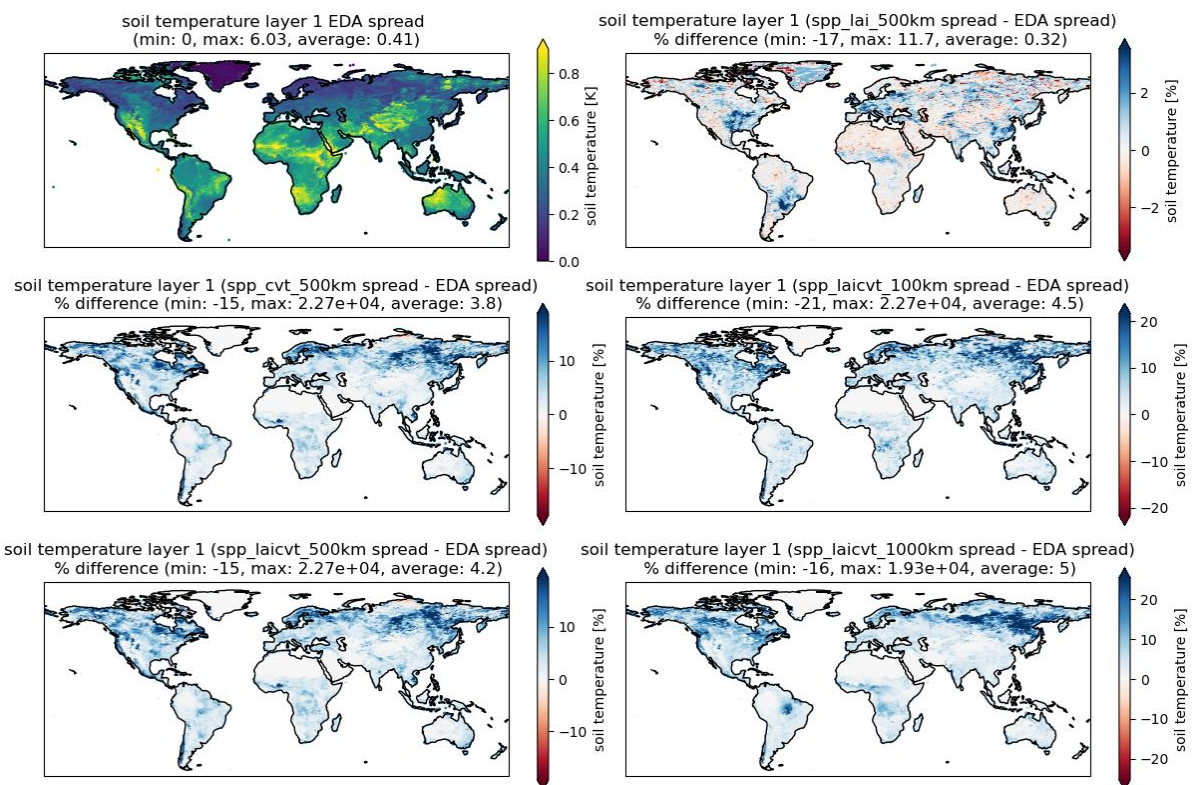 soil temperature layer 1 EDA spread
(min: 0, max: 6.03, average: 0.41)
0.8
0.6
0.4
0.2
0.0
soil temperature [K]
soil temperature layer 1 (spp_lai_500km spread - EDA spread)
% difference (min: -17, max: 11.7, average: 0.32)
2
0
−2
soil temperature [%]
soil temperature layer 1 (spp_cvt_500km spread - EDA spread)
% difference (min: -15, max: 2.27e+04, average: 3.8)
10
0
−10
soil temperature [%]
soil temperature layer 1 (spp_laicvt_100km spread - EDA spread)
% difference (min: -21, max: 2.27e+04, average: 4.5)
20
10
0
−10
−20
soil temperature [%]
soil temperature layer 1 (spp_laicvt_500km spread - EDA spread)
% difference (min: -15, max: 2.27e+04, average: 4.2)
10
0
−10
soil temperature [%]
soil temperature layer 1 (spp_laicvt_1000km spread - EDA spread)
% difference (min: -16, max: 1.93e+04, average: 5)
20
10
0
−10
−20
soil temperature [%]